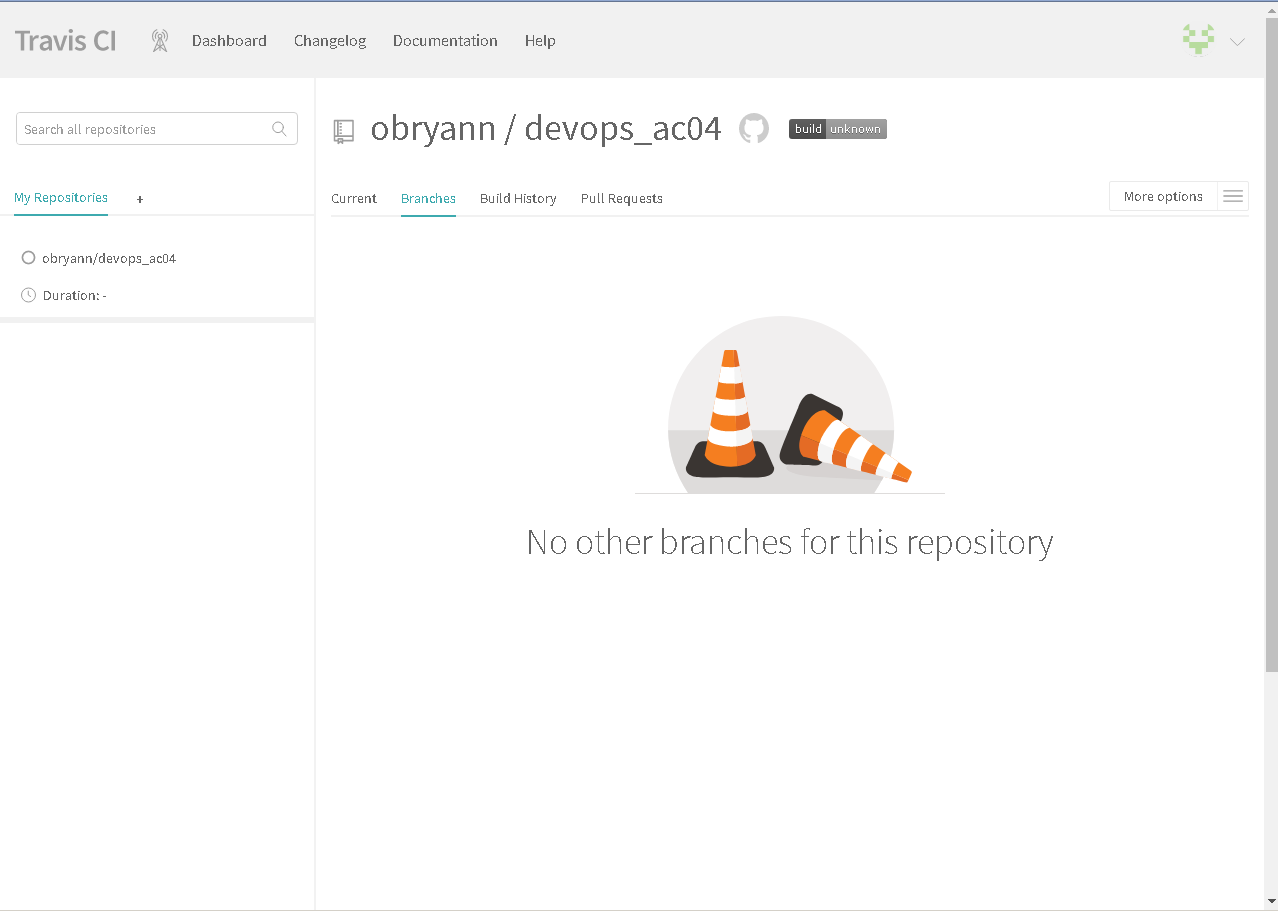 Travis CI Dashboard Changelog Documentation Help
Search all repositories
My Repositories +
obryann/devops_ac04
Duration: -
obryann / devops_ac04 build unknown
Current Branches Build History Pull Requests More options
No other branches for this repository